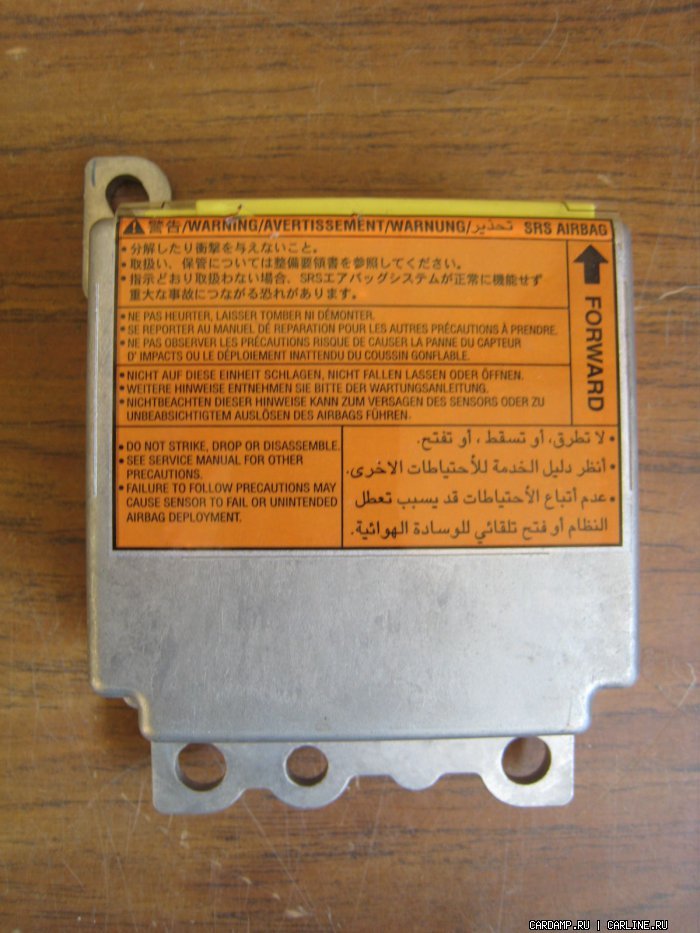 警告/WARNING/AVERTISSEMENT/WARNUNG/تحذير SRS AIRBAG
• 分解したり衝撃を与えないこと。
• 取扱い、保管については整備要領書を参照してください。
• 指示どおり取扱わない場合、SRSエアバッグシステムが正常に機能せず
重大な事故につながる恐れがあります。
FORWARD
• NE PAS HEURTER, LAISSER TOMBER NI DÉMONTER.
• SE REPORTER AU MANUEL DÉ RÉPARATION POUR LES AUTRES PRÉCAUTIONS À PRENDRE.
• NE PAS OBSERVER LES PRÉCAUTIONS RISQUE DE CAUSER LA PANNE DU CAPTEUR
D' IMPACTS OU LE DÉPLOIEMENT INATTENDU DU COUSSIN GONFLABLE.
• NICHT AUF DIESE EINHEIT SCHLAGEN, NICHT FALLEN LASSEN ODER ÖFFNEN.
• WEITERE HINWEISE ENTNEHMEN SIE BITTE DER WARTUNGSANLEITUNG.
• NICHTBEACHTEN DIESER HINWEISE KANN ZUM VERSAGEN DES SENSORS ODER ZU
UNBEABSICHTIGTEM AUSLÖSEN DES AIRBAGS FÜHREN.
• DO NOT STRIKE, DROP OR DISASSEMBLE.
• SEE SERVICE MANUAL FOR OTHER
PRECAUTIONS.
• FAILURE TO FOLLOW PRECAUTIONS MAY
CAUSE SENSOR TO FAIL OR UNINTENDED
AIRBAG DEPLOYMENT.
• لا تطرق، أو تسقط ، أو تفتح.
• أنظر دليل الخدمة للأحتياطات الاخرى.
• عدم أتباع الأحتياطات قد يسبب تعطل
النظام أو فتح تلقائي للوسادة الهوائية.
CARDAMP.RU | CARLINE.RU